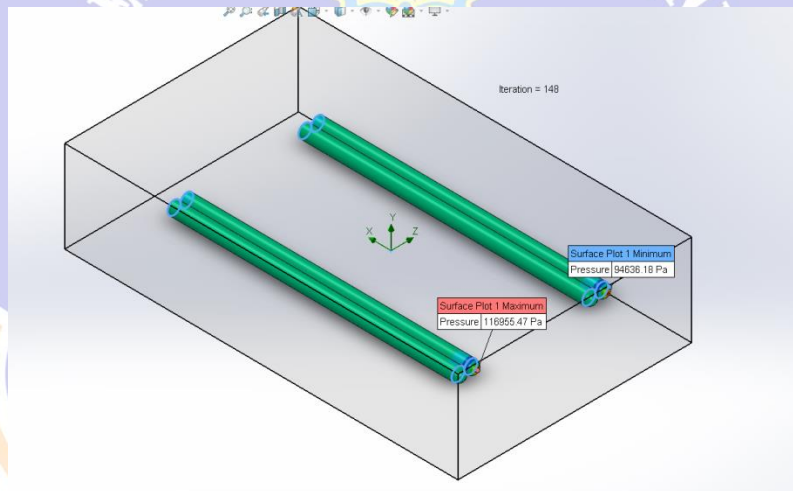 Iteration = 148
Y
X
Z
Surface Plot 1 Minimum
Pressure 94636.18 Pa
Surface Plot 1 Maximum
Pressure 116955.47 Pa